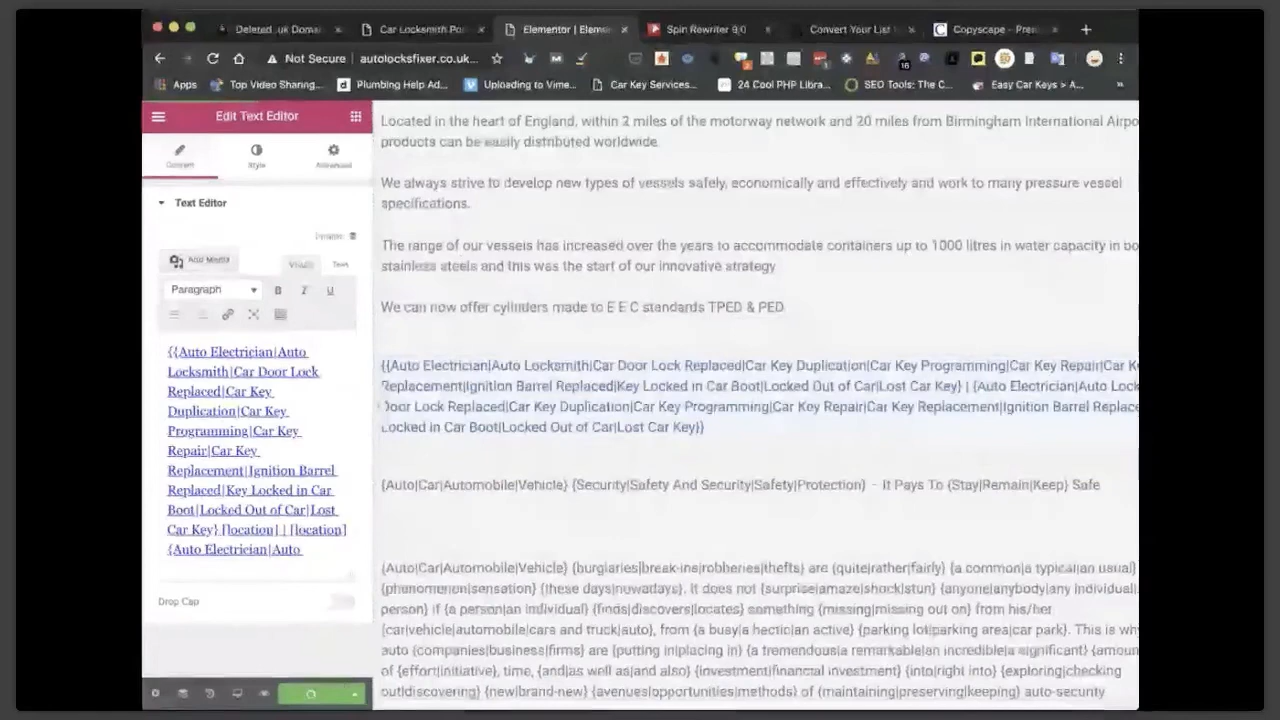 Deleted .uk Doma
Car Locksmith Po
Elementor | Eleme
Spin Rewriter 9.0
Convert Your List
Copyscape - Pre
Not Secure
autolocksfixer.co.uk...
16
Apps
Top Video Sharing...
Plumbing Help Ad...
Uploading to Vime...
Car Key Services...
24 Cool PHP Libra...
SEO Tools: The C...
Easy Car Keys > A...
»
Edit Text Editor
Content
Style
Advanced
Text Editor
Dynamic
Add Media
Visual
Text
Paragraph
B
I
U
{{Auto Electrician|Auto
Locksmith|Car Door Lock
Replaced|Car Key
Duplication|Car Key
Programming|Car Key
Repair|Car Key
Replacement|Ignition Barrel
Replaced|Key Locked in Car
Boot|Locked Out of Car|Lost
Car Key} [location] | [location]
{Auto Electrician|Auto
Drop Cap
Located in the heart of England, within 2 miles of the motorway network and 20 miles from Birmingham International Airpo
products can be easily distributed worldwide.
We always strive to develop new types of vessels safely, economically and effectively and work to many pressure vessel
specifications.
The range of our vessels has increased over the years to accommodate containers up to 1000 litres in water capacity in bo
stainless steels and this was the start of our innovative strategy
We can now offer cylinders made to E E C standards TPED & PED
{{Auto Electrician|Auto Locksmith|Car Door Lock Replaced|Car Key Duplication|Car Key Programming|Car Key Repair|Car K
Replacement|Ignition Barrel Replaced|Key Locked in Car Boot|Locked Out of Car|Lost Car Key} | {Auto Electrician|Auto Lock
Door Lock Replaced|Car Key Duplication|Car Key Programming|Car Key Repair|Car Key Replacement|Ignition Barrel Replace
Locked in Car Boot|Locked Out of Car|Lost Car Key}}
{Auto|Car|Automobile|Vehicle} {Security|Safety And Security|Safety|Protection} – It Pays To {Stay|Remain|Keep} Safe
{Auto|Car|Automobile|Vehicle} {burglaries|break-ins|robberies|thefts} are {quite|rather|fairly} {a common|a typical|an usual}
{phenomenon|sensation} {these days|nowadays}. It does not {surprise|amaze|shock|stun} {anyone|anybody|any individual|
person} if {a person|an individual} {finds|discovers|locates} something {missing|missing out on} from his/her
{car|vehicle|automobile|cars and truck|auto}, from {a busy|a hectic|an active} {parking lot|parking area|car park}. This is why
auto {companies|business|firms} are {putting in|placing in} {a tremendous|a remarkable|an incredible|a significant} {amoun
of {effort|initiative}, time, {and|as well as|and also} {investment|financial investment} {into|right into} {exploring|checking
out|discovering} {new|brand-new} {avenues|opportunities|methods} of {maintaining|preserving|keeping} auto-security